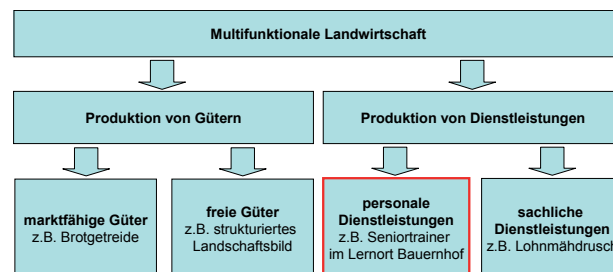 Multifunktionale Landwirtschaft
Produktion von Gütern
Produktion von Dienstleistungen
marktfähige Güter
z.B. Brotgetreide
freie Güter
z.B. strukturiertes
Landschaftsbild
personale
Dienstleistungen
z.B. Seniortrainer
im Lernort Bauernhof
sachliche
Dienstleistungen
z.B. Lohnmähdrusch